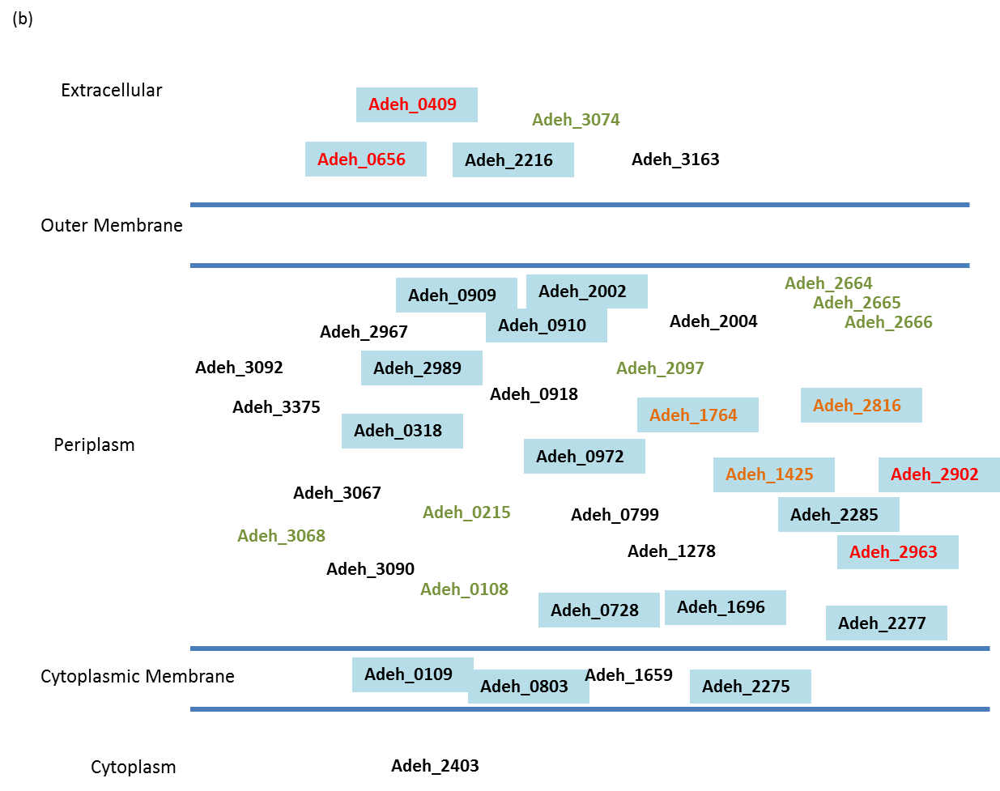 (b)
Extracellular
Adeh_0409
Adeh_3074
Adeh_0656
Adeh_2216
Adeh_3163
Outer Membrane
Adeh_0909
Adeh_2002
Adeh_2664
Adeh_2665
Adeh_2666
Adeh_2967
Adeh_0910
Adeh_2004
Adeh_3092
Adeh_2989
Adeh_2097
Adeh_3375
Adeh_0918
Adeh_1764
Adeh_2816
Adeh_0318
Periplasm
Adeh_0972
Adeh_1425
Adeh_2902
Adeh_3067
Adeh_0215
Adeh_0799
Adeh_2285
Adeh_3068
Adeh_1278
Adeh_2963
Adeh_3090
Adeh_0108
Adeh_0728
Adeh_1696
Adeh_2277
Cytoplasmic Membrane
Adeh_0109
Adeh_0803
Adeh_1659
Adeh_2275
Cytoplasm
Adeh_2403